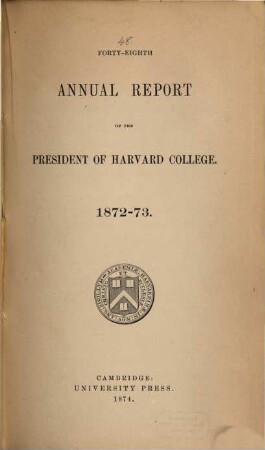 48
FORTY-EIGHTH
ANNUAL REPORT
OF THE
PRESIDENT OF HARVARD COLLEGE.
1872-73.
CAMBRIDGE:
UNIVERSITY PRESS.
1874.